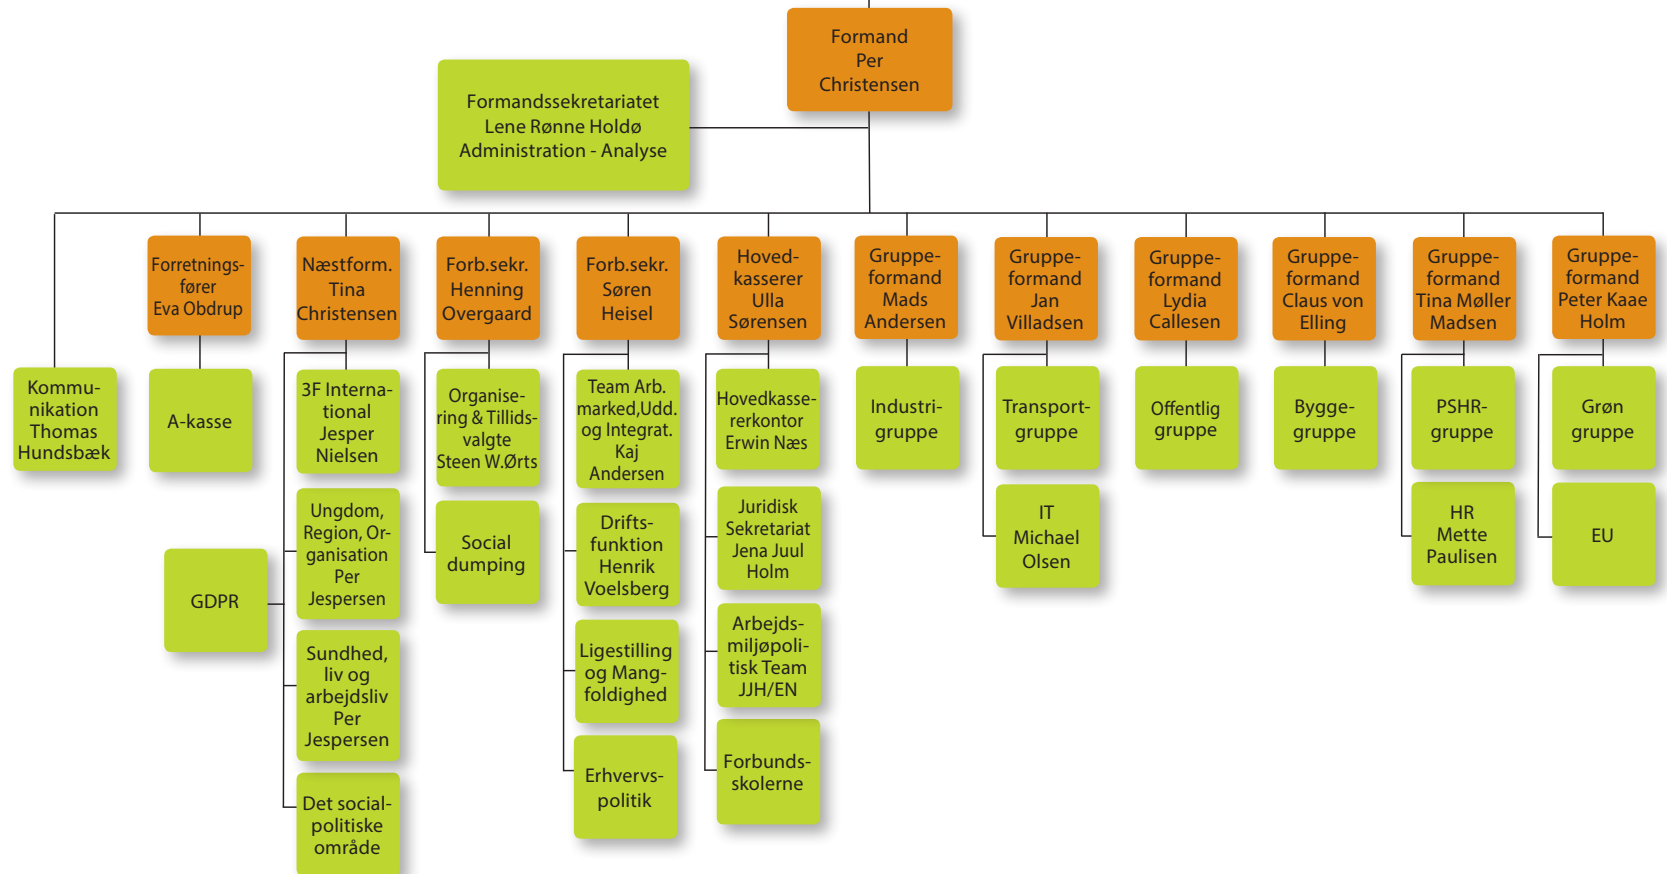 Formand
Per
Christensen
Formandssekretariatet
Lene Rønne Holdø
Administration - Analyse
Forretnings-
fører
Eva Obdrup
Næstform.
Tina
Christensen
Forb.sekr.
Henning
Overgaard
Forb.sekr.
Søren
Heisel
Hoved-
kasserer
Ulla
Sørensen
Gruppe-
formand
Mads
Andersen
Gruppe-
formand
Jan
Villadsen
Gruppe-
formand
Lydia
Callesen
Gruppe-
formand
Claus von
Elling
Gruppe-
formand
Tina Møller
Madsen
Gruppe-
formand
Peter Kaae
Holm
Kommu-
nikation
Thomas
Hundsbæk
A-kasse
3F Interna-
tional
Jesper
Nielsen
Organise-
ring & Tillids-
valgte
Steen W.Ørts
Team Arb.
marked,Udd.
og Integrat.
Kaj
Andersen
Hovedkasse-
rerkontor
Erwin Næs
Industri-
gruppe
Transport-
gruppe
Offentlig
gruppe
Bygge-
gruppe
PSHR-
gruppe
Grøn
gruppe
GDPR
Ungdom,
Region, Or-
ganisation
Per
Jespersen
Social
dumping
Drifts-
funktion
Henrik
Voelsberg
Juridisk
Sekretariat
Jena Juul
Holm
IT
Michael
Olsen
HR
Mette
Paulisen
EU
Sundhed,
liv og
arbejdsliv
Per
Jespersen
Ligestilling
og Mang-
foldighed
Arbejds-
miljøpoli-
tisk Team
JJH/EN
Det social-
politiske
område
Erhvervs-
politik
Forbunds-
skolerne